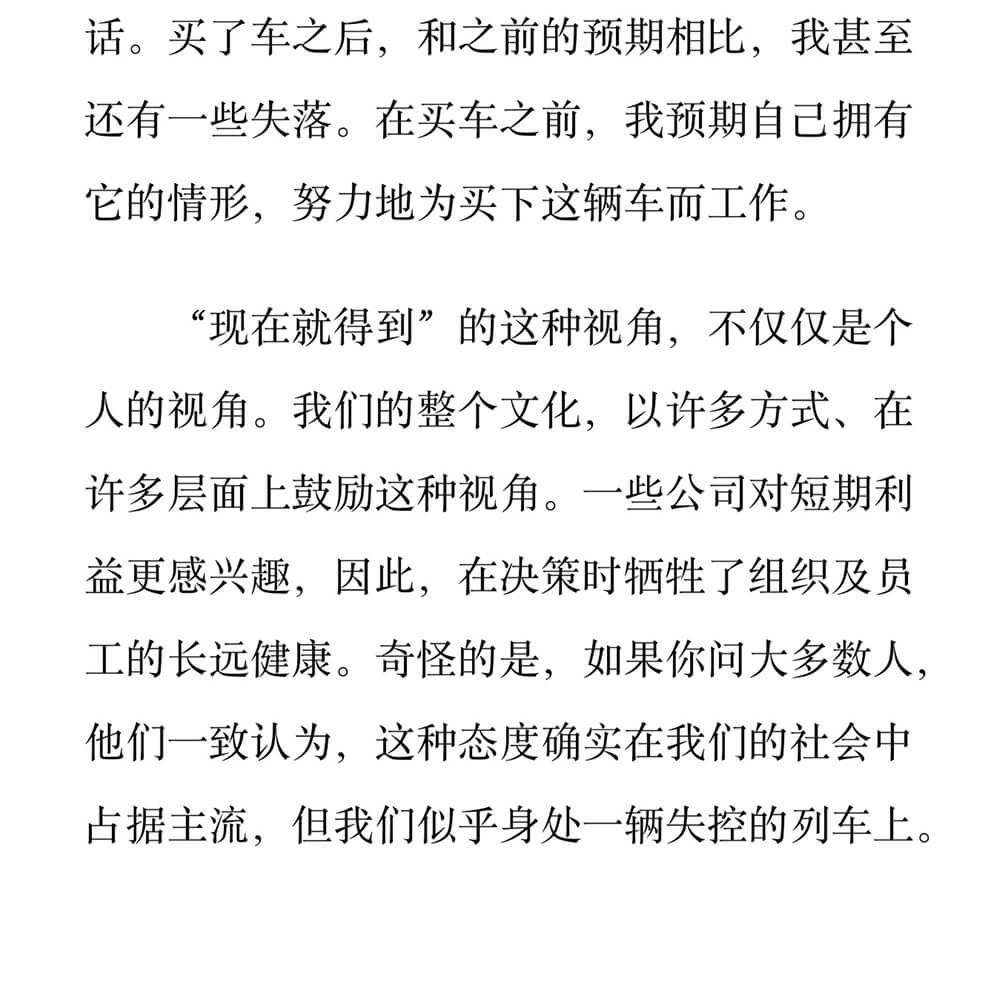 话。买了车之后，和之前的预期相比，我甚至
还有一些失落。在买车之前，我预期自己拥有
它的情形，努力地为买下这辆车而工作。
“现在就得到”的这种视角，不仅仅是个
人的视角。我们的整个文化，以许多方式、在
许多层面上鼓励这种视角。一些公司对短期利
益更感兴趣，因此，在决策时牺牲了组织及员
工的长远健康。奇怪的是，如果你问大多数人，
他们一致认为，这种态度确实在我们的社会中
占据主流，但我们似乎身处一辆失控的列车上。